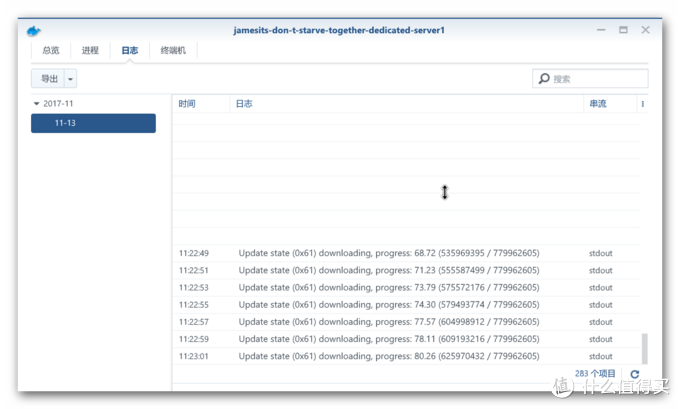 jamesits-don-t-starve-together-dedicated-server1
总览 进程 日志 终端机
导出 搜索
2017-11
11-13
时间 日志 串流
11:22:49 Update state (0x61) downloading, progress: 68.72 (535969395 / 779962605) stdout
11:22:51 Update state (0x61) downloading, progress: 71.23 (555587499 / 779962605) stdout
11:22:53 Update state (0x61) downloading, progress: 73.79 (575572176 / 779962605) stdout
11:22:55 Update state (0x61) downloading, progress: 74.30 (579493774 / 779962605) stdout
11:22:57 Update state (0x61) downloading, progress: 77.57 (604998912 / 779962605) stdout
11:22:59 Update state (0x61) downloading, progress: 78.11 (609193216 / 779962605) stdout
11:23:01 Update state (0x61) downloading, progress: 80.26 (625970432 / 779962605) stdout
283 个项目
值 什么值得买